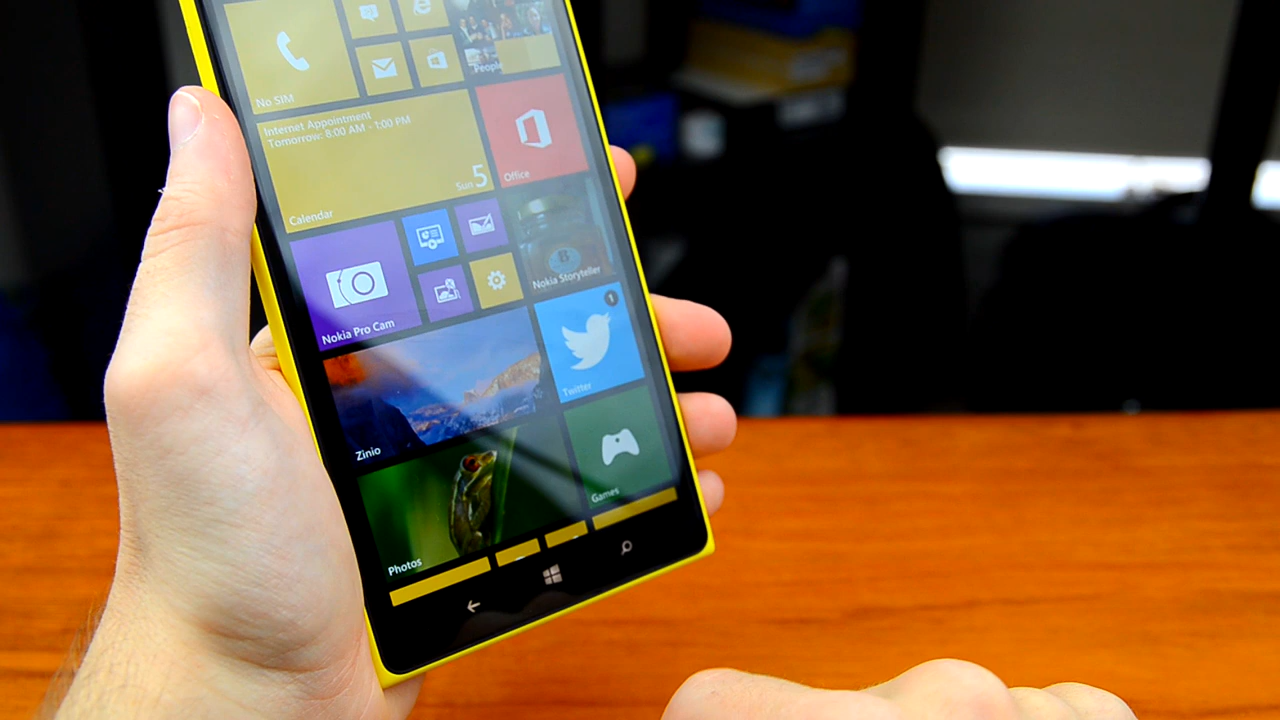 No SIM
People
Internet Appointment
Tomorrow: 8:00 AM - 1:00 PM
Sun 5
Calendar
Office
Nokia Pro Cam
Nokia Storyteller
1
Twitter
Zinio
Games
Photos